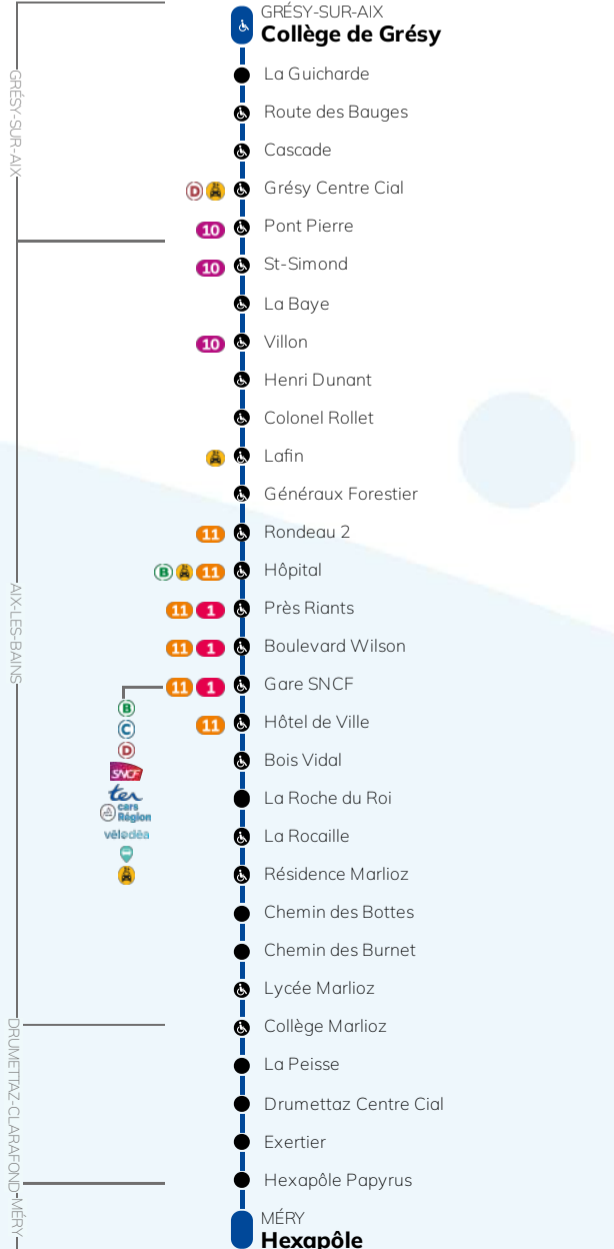 GRÉSY-SUR-AIX
Collège de Grésy
La Guicharde
Route des Bauges
Cascade
D Grésy Centre Cial
10 Pont Pierre
10 St-Simond
La Baye
10 Villon
Henri Dunant
Colonel Rollet
Lafin
Généraux Forestier
11 Rondeau 2
B 11 Hôpital
11 1 Près Riants
11 1 Boulevard Wilson
11 1 Gare SNCF
B
C
D
SNCF
ter
cars
Région
vélodéa
11 Hôtel de Ville
Bois Vidal
La Roche du Roi
La Rocaille
Résidence Marlioz
Chemin des Bottes
Chemin des Burnet
Lycée Marlioz
Collège Marlioz
La Peisse
Drumettaz Centre Cial
Exertier
Hexapôle Papyrus
MÉRY
Hexapôle
GRÉSY-SUR-AIX
AIX-LES-BAINS
DRUMETTAZ-CLARAFOND
MÉRY